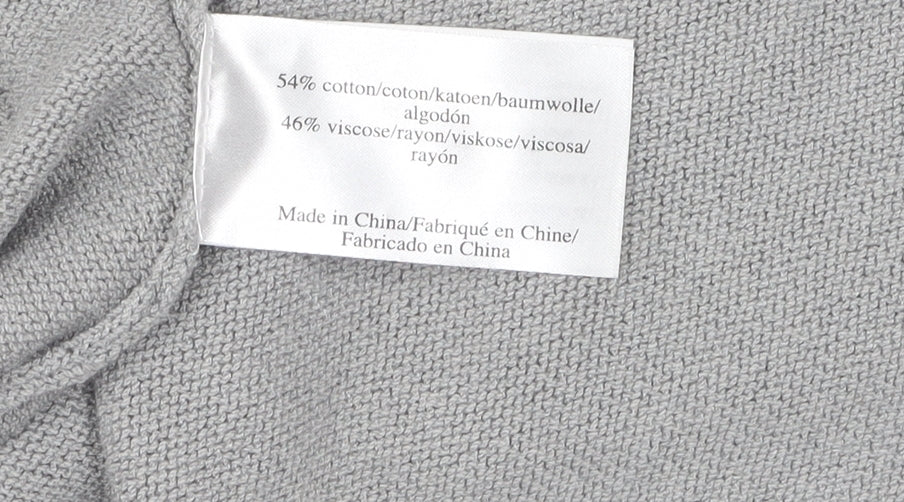 54% cotton/coton/katoen/baumwolle/
algodón
46% viscose/rayon/viskose/viscosa/
rayón
Made in China/Fabriqué en Chine/
Fabricado en China